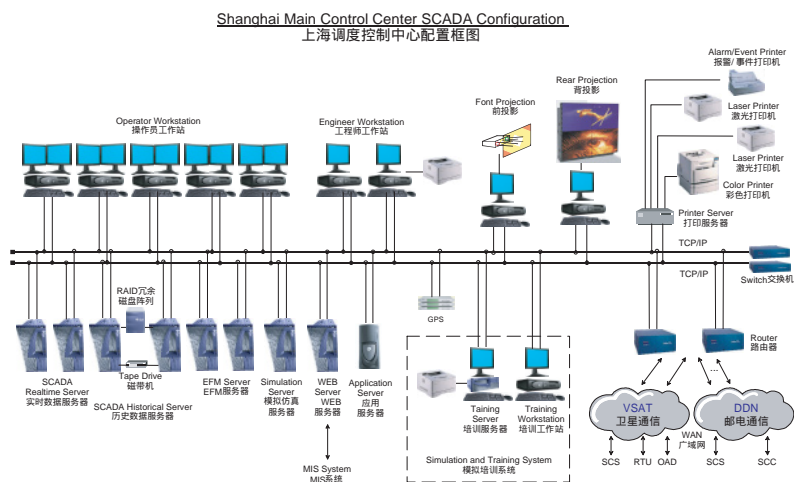 Shanghai Main Control Center SCADA Configuration
上海调度控制中心配置框图
Alarm/Event Printer
报警/事件打印机
Rear Projection
背投影
Font Projection
前投影
Operator Workstation
操作员工作站
Engineer Workstation
工程师工作站
Laser Printer
激光打印机
Laser Printer
激光打印机
Color Printer
彩色打印机
Printer Server
打印服务器
TCP/IP
TCP/IP
Switch交换机
RAID冗余
磁盘阵列
GPS
Router
路由器
Tape Drive
磁带机
SCADA
Realtime Server
实时数据服务器
SCADA Historical Server
历史数据服务器
EFM Server
EFM服务器
Simulation
Server
模拟仿真
服务器
WEB
Server
WEB
服务器
Application
Server
应用
服务器
Taining
Server
培训服务器
Training
Workstation
培训工作站
...
VSAT
卫星通信
DDN
邮电通信
WAN
广域网
SCS
RTU
OAD
SCS
SCC
Simulation and Training System
模拟培训系统
MIS System
MIS系统